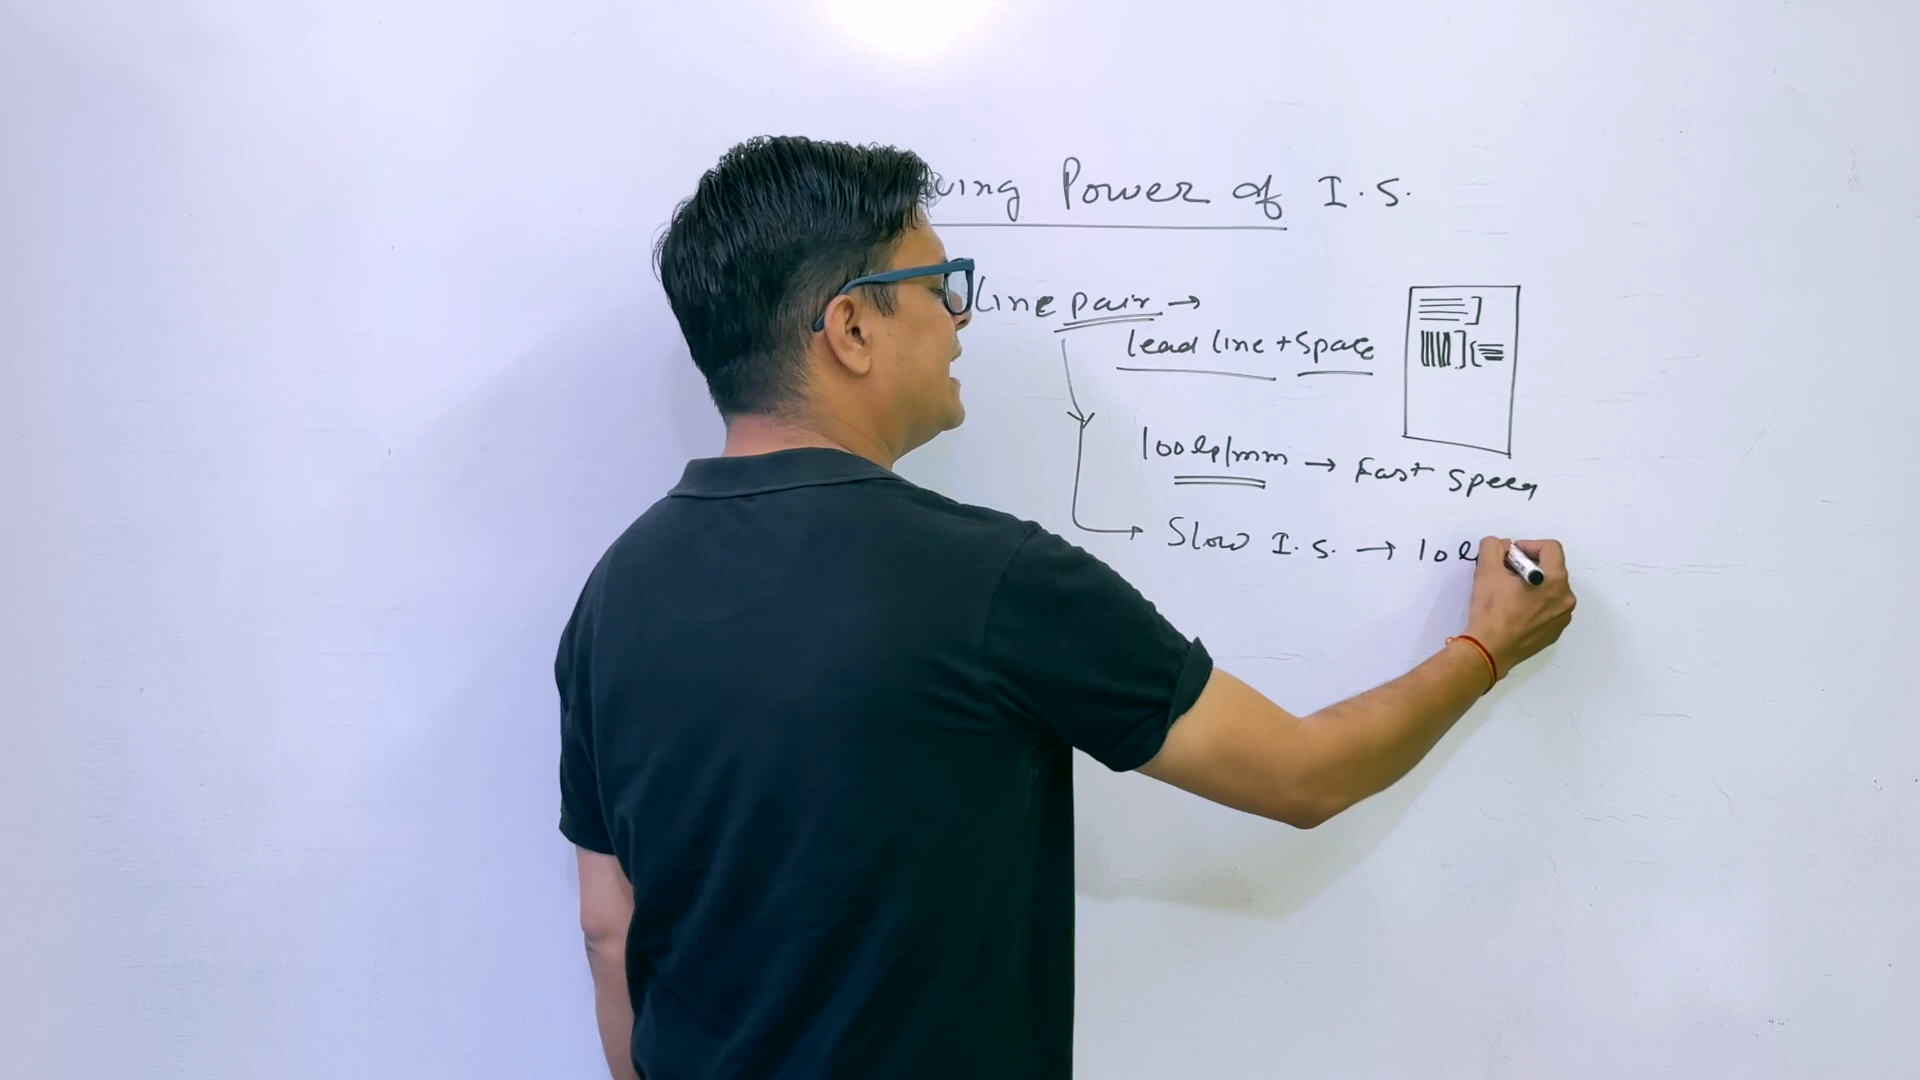 ving Power of I.S.
Line pair →
lead line + space
100 lp/mm → Fast Speed
Slow I.S. → 10 l